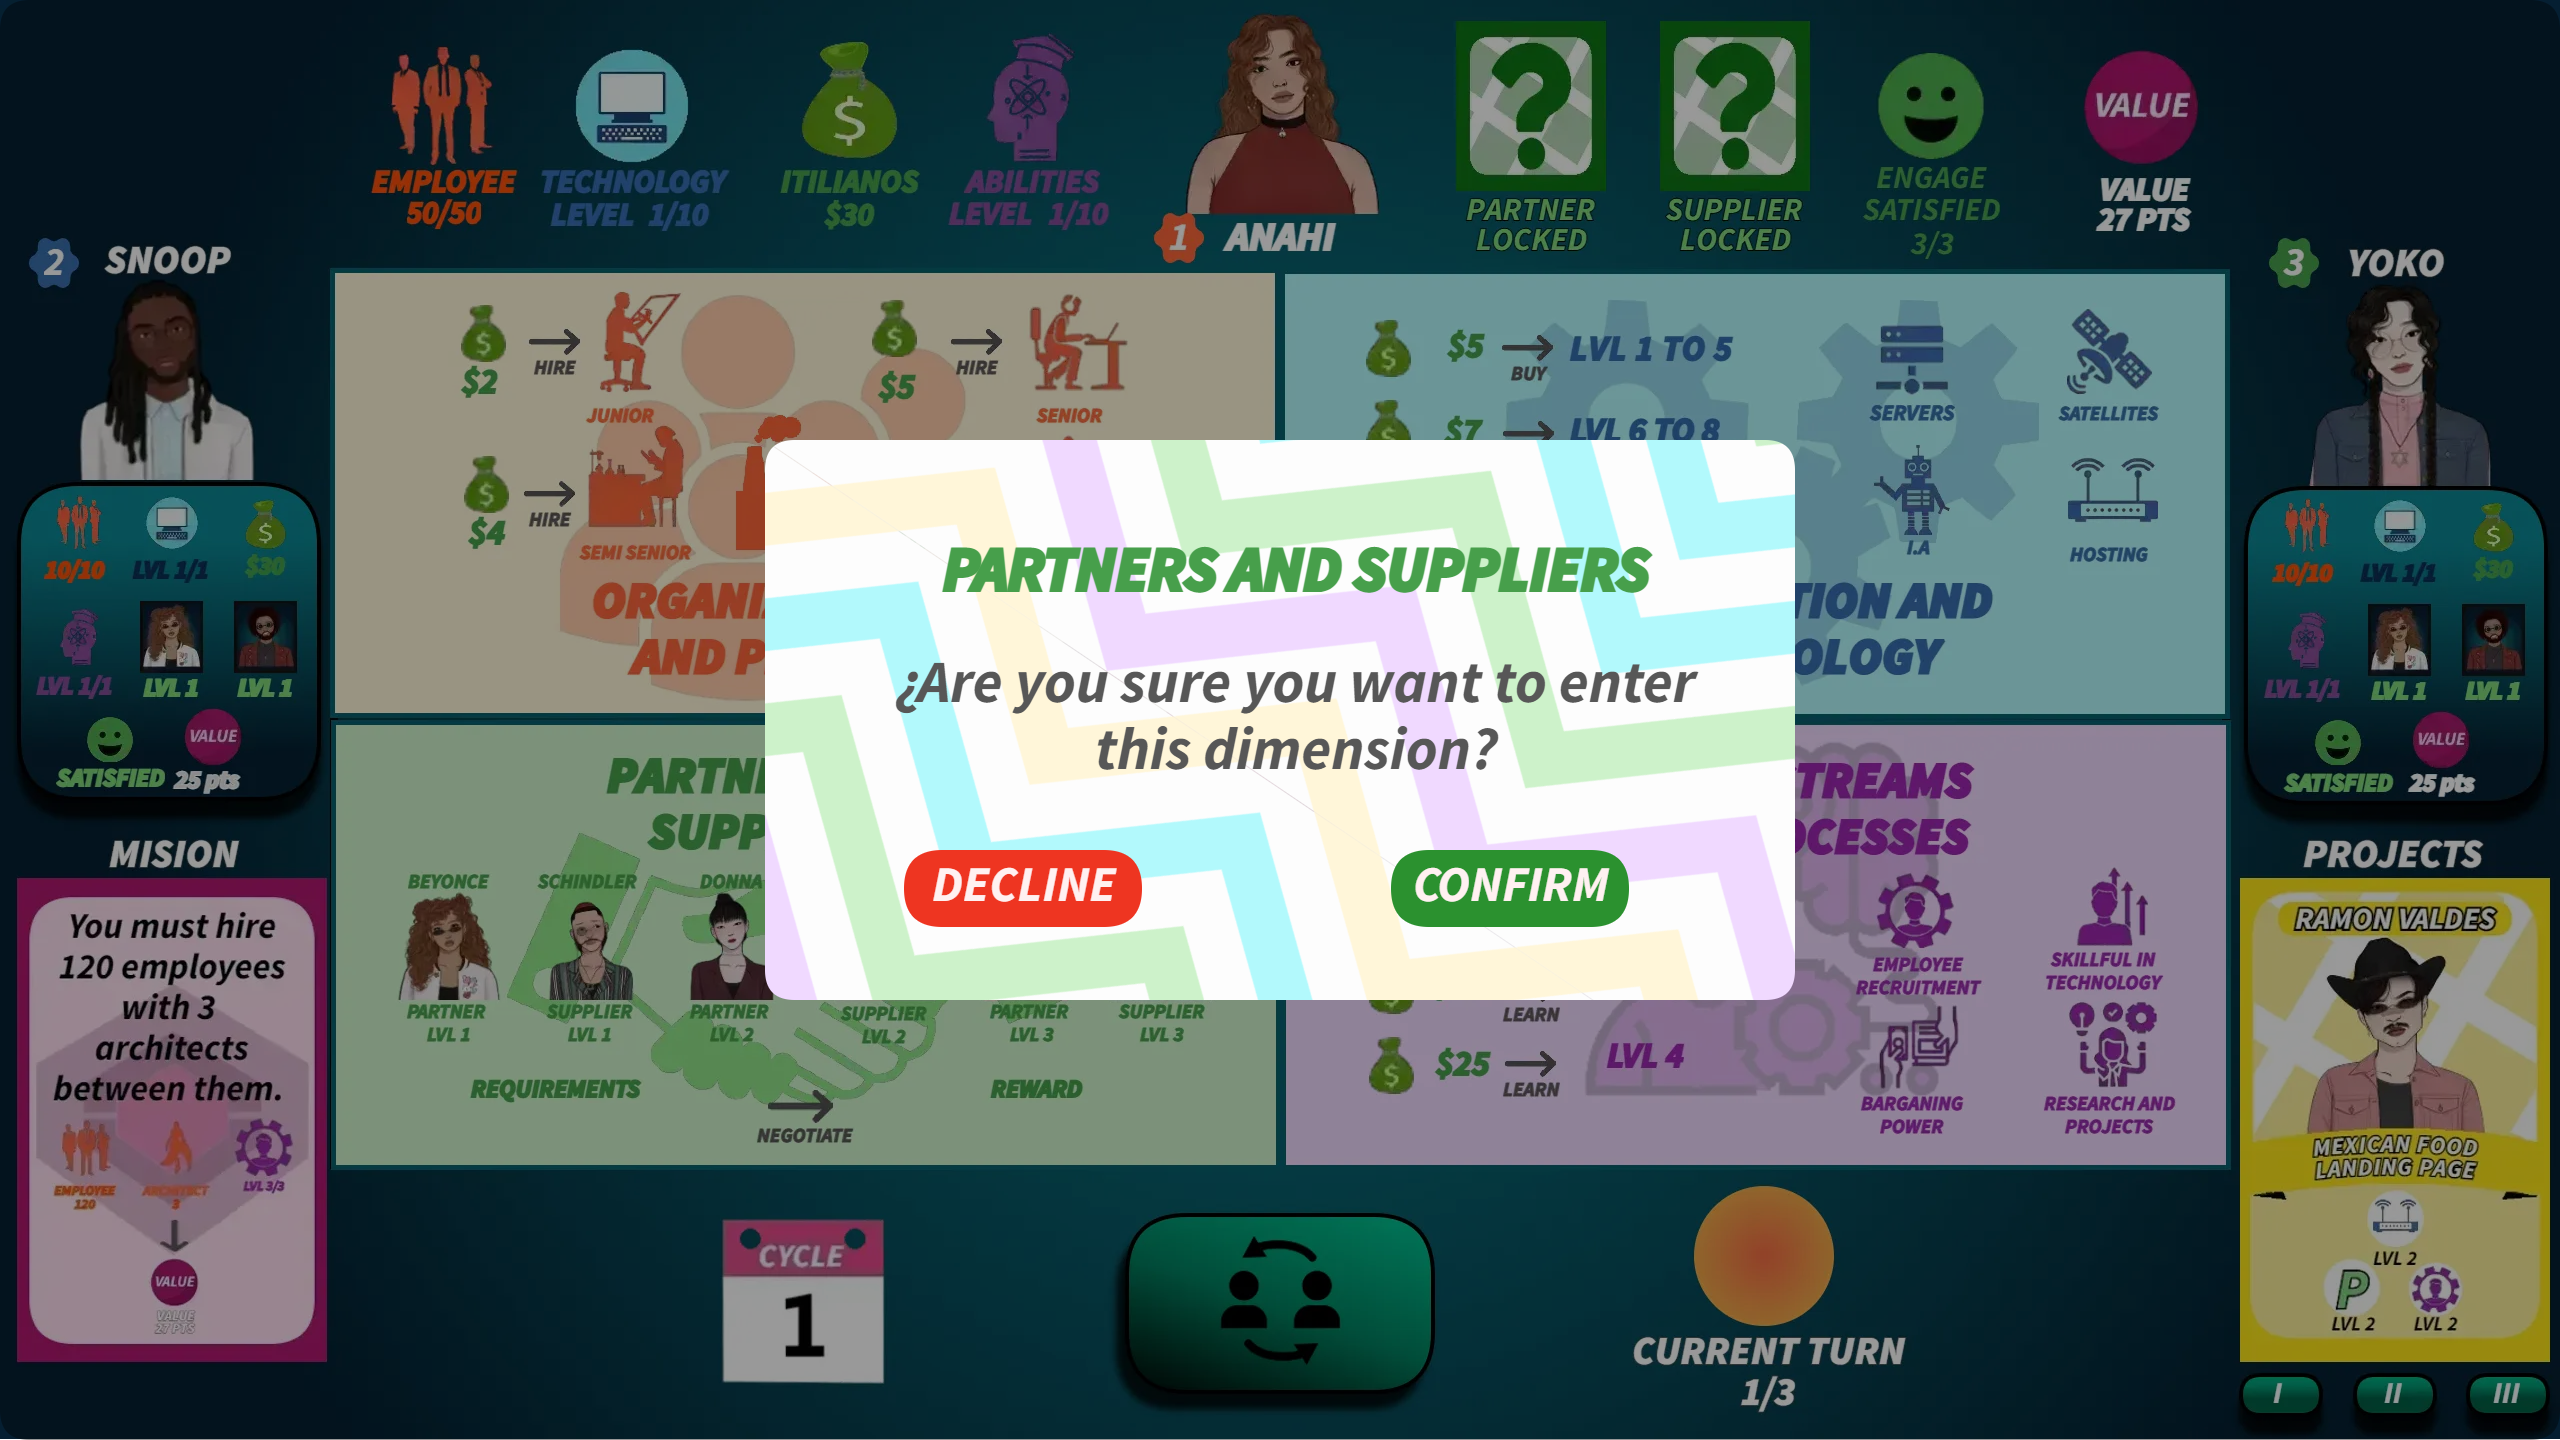 EMPLOYEE
50/50
TECHNOLOGY
LEVEL 1/10
ITILIANOS
$30
ABILITIES
LEVEL 1/10
1 ANAHI
PARTNER
LOCKED
SUPPLIER
LOCKED
ENGAGE
SATISFIED
3/3
VALUE
VALUE
27 PTS
2 SNOOP
10/10
LVL 1/1
$30
LVL 1/1
LVL 1
LVL 1
SATISFIED
VALUE
25 pts
3 YOKO
10/10
LVL 1/1
$30
LVL 1/1
LVL 1
LVL 1
SATISFIED
VALUE
25 pts
$2
HIRE
JUNIOR
$5
HIRE
SENIOR
$4
HIRE
SEMI SENIOR
ORGANI
AND P
$5
BUY
LVL 1 TO 5
$7
LVL 6 TO 8
SERVERS
SATELLITES
I.A
HOSTING
TION AND
OLOGY
PARTNERS AND SUPPLIERS
¿Are you sure you want to enter
this dimension?
DECLINE
CONFIRM
PARTNE
SUPP
BEYONCE
SCHINDLER
DONNA
PARTNER
LVL 1
SUPPLIER
LVL 1
PARTNER
LVL 2
SUPPLIER
LVL 2
PARTNER
LVL 3
SUPPLIER
LVL 3
REQUIREMENTS
NEGOTIATE
REWARD
TREAMS
OCESSES
LEARN
$25
LEARN
LVL 4
EMPLOYEE
RECRUITMENT
SKILLFUL IN
TECHNOLOGY
BARGANING
POWER
RESEARCH AND
PROJECTS
MISION
You must hire
120 employees
with 3
architects
between them.
EMPLOYEE
120
ARCHITECT
3
LVL 3/3
VALUE
VALUE
27 PTS
PROJECTS
RAMON VALDES
MEXICAN FOOD
LANDING PAGE
LVL 2
P
LVL 2
LVL 2
I
II
III
CYCLE
1
CURRENT TURN
1/3